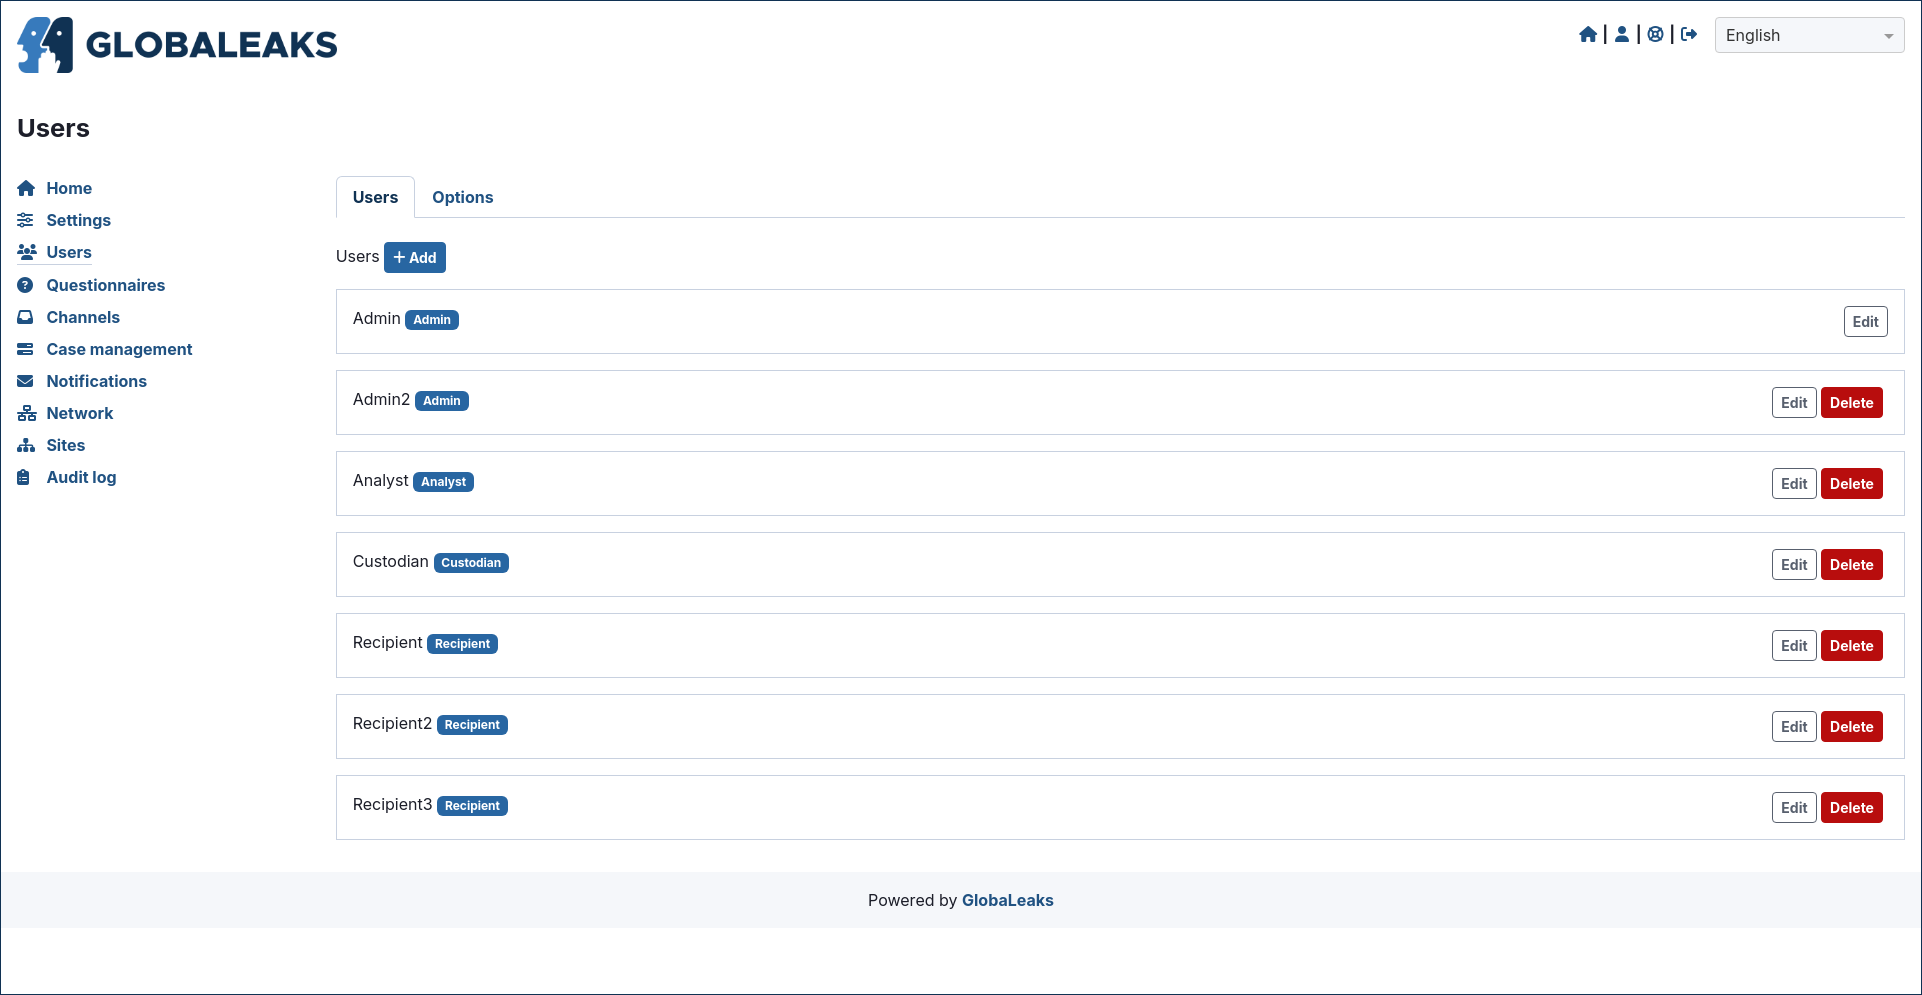 GLOBALEAKS
| | |
English
Users
Home
Settings
Users
Questionnaires
Channels
Case management
Notifications
Network
Sites
Audit log
Users Options
Users + Add
Admin Admin Edit
Admin2 Admin Edit Delete
Analyst Analyst Edit Delete
Custodian Custodian Edit Delete
Recipient Recipient Edit Delete
Recipient2 Recipient Edit Delete
Recipient3 Recipient Edit Delete
Powered by GlobaLeaks